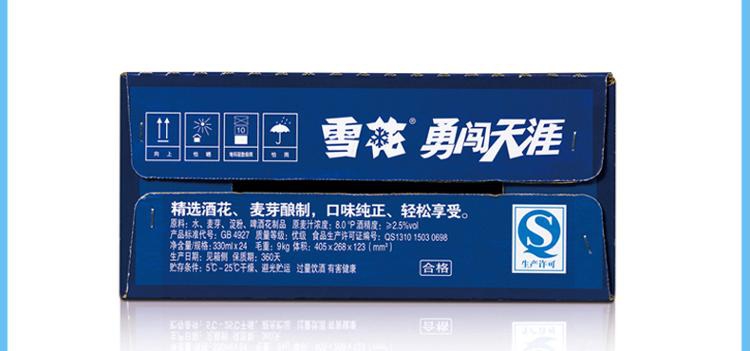 雪花® 勇闯天涯
10
向上 怕晒 堆码层数极限 怕雨
精选酒花、麦芽酿制，口味纯正、轻松享受。
原料：水、麦芽、淀粉、啤酒花制品 原麦汁浓度：8.0°P 酒精度：≥2.5%vol
产品标准代号：GB 4927 质量等级：优级 食品生产许可证编号：QS1310 1503 0698
净含量/规格：330ml x 24 毛重：9kg 体积：405 x 268 x 123（mm³）
生产日期：见箱侧 保质期：360天
贮存条件：5℃-25℃干燥、避光贮运 过量饮酒 有害健康
合格
QS
生产许可